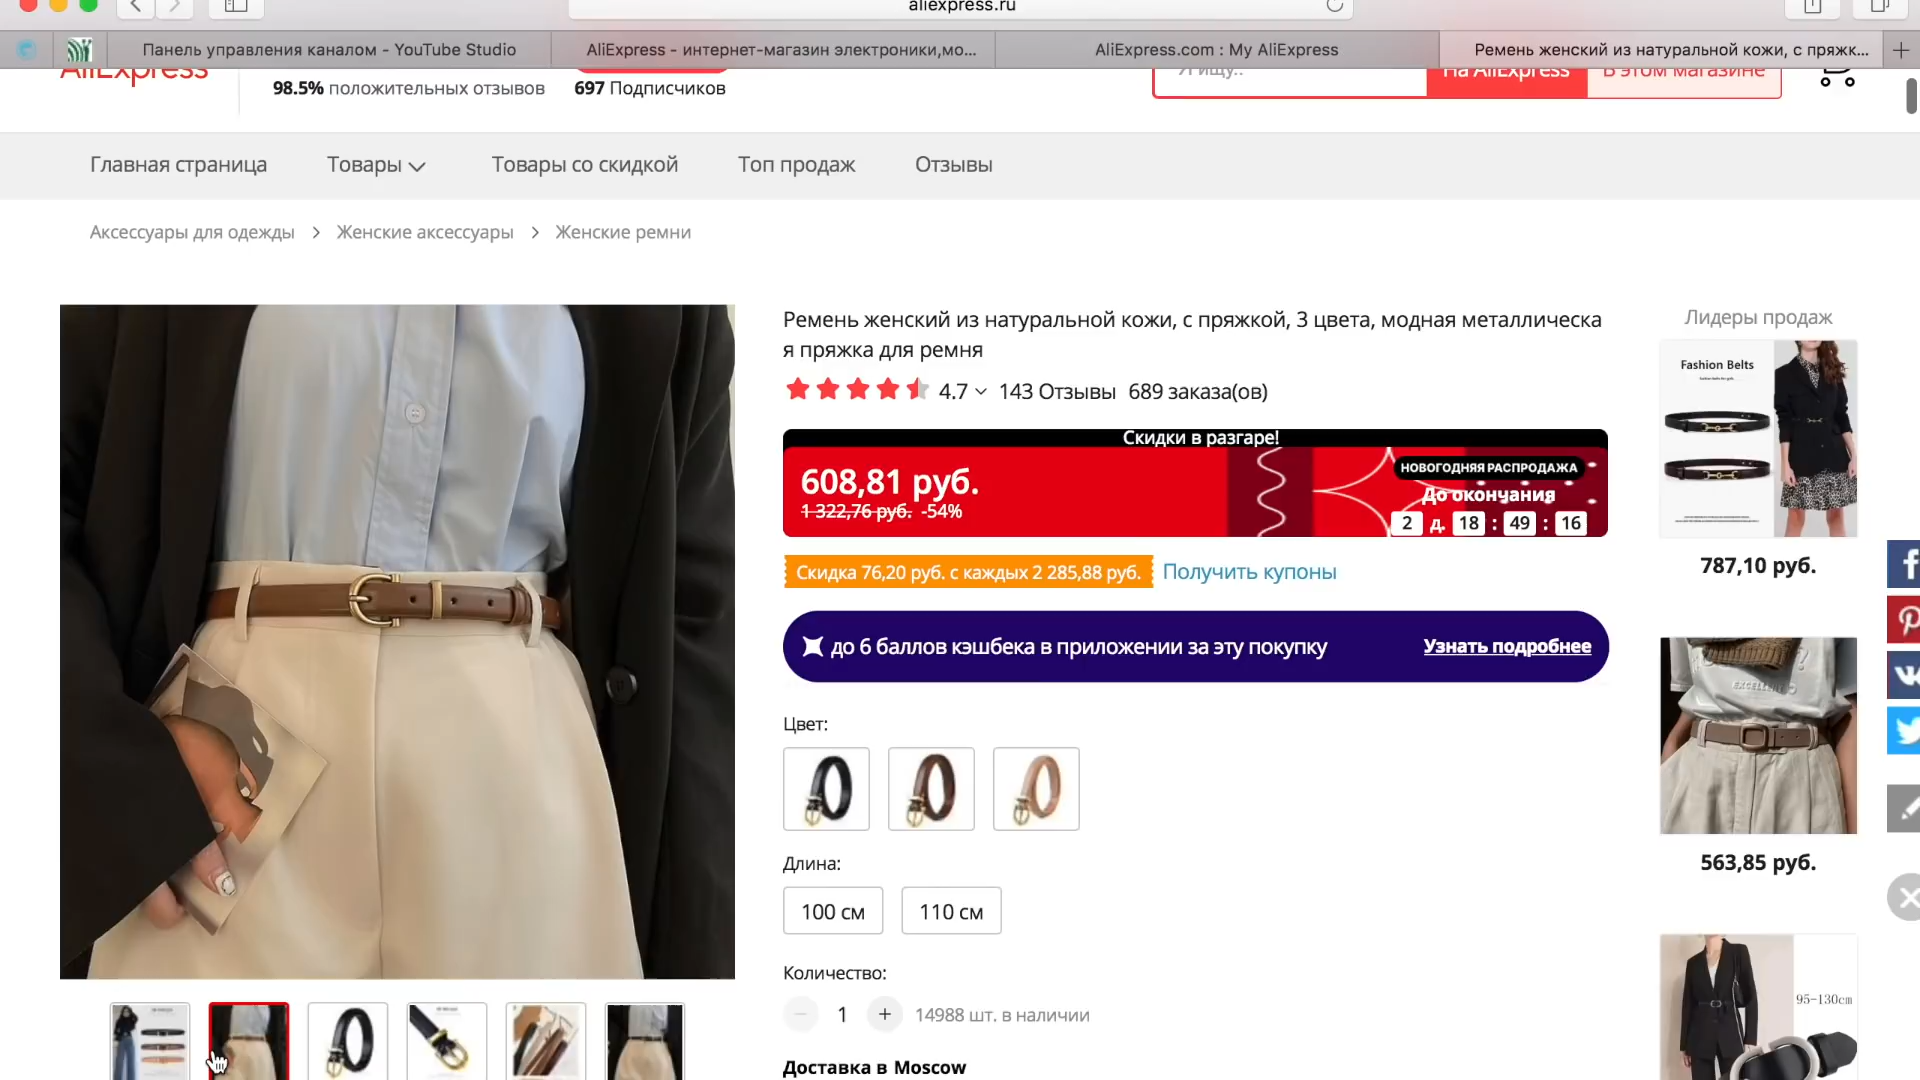 aliexpress.ru
Панель управления каналом - YouTube Studio
AliExpress - интернет-магазин электроники,мо...
AliExpress.com : My AliExpress
Ремень женский из натуральной кожи, с пряжк...
AliExpress
98.5% положительных отзывов
697 Подписчиков
Я ищу..
На AliExpress
В этом магазине
Главная страница
Товары
Товары со скидкой
Топ продаж
Отзывы
Аксессуары для одежды > Женские аксессуары > Женские ремни
Ремень женский из натуральной кожи, с пряжкой, 3 цвета, модная металлическа
я пряжка для ремня
4.7
143 Отзывы
689 заказа(ов)
Скидки в разгаре!
608,81 руб.
1 322,76 руб. -54%
НОВОГОДНЯЯ РАСПРОДАЖА
До окончания
2 д. 18 : 49 : 16
Скидка 76,20 руб. с каждых 2 285,88 руб.
Получить купоны
до 6 баллов кэшбека в приложении за эту покупку
Узнать подробнее
Цвет:
Длина:
100 см
110 см
Количество:
1
14988 шт. в наличии
Доставка в Moscow
Лидеры продаж
Fashion Belts
787,10 руб.
563,85 руб.
95-130cm